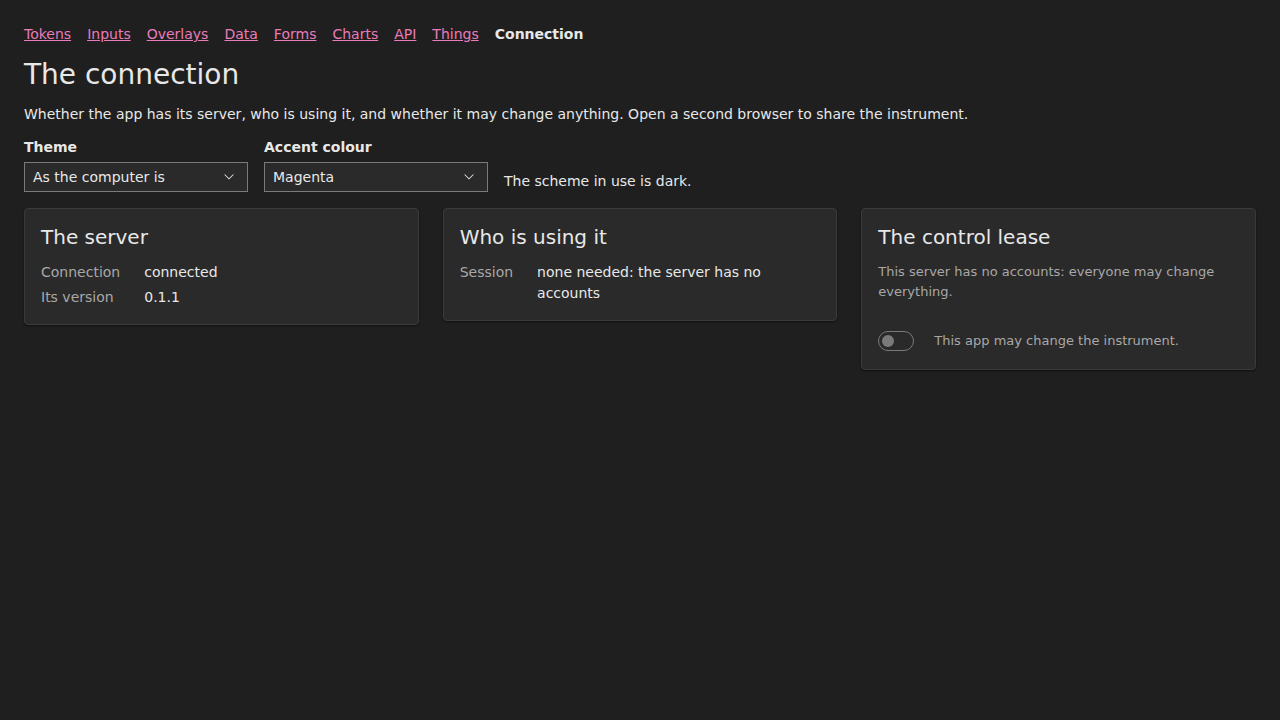 Tokens Inputs Overlays Data Forms Charts API Things Connection
The connection
Whether the app has its server, who is using it, and whether it may change anything. Open a second browser to share the instrument.
Theme
As the computer is
Accent colour
Magenta
The scheme in use is dark.
The server
Connection connected
Its version 0.1.1
Who is using it
Session none needed: the server has no
accounts
The control lease
This server has no accounts: everyone may change
everything.
This app may change the instrument.